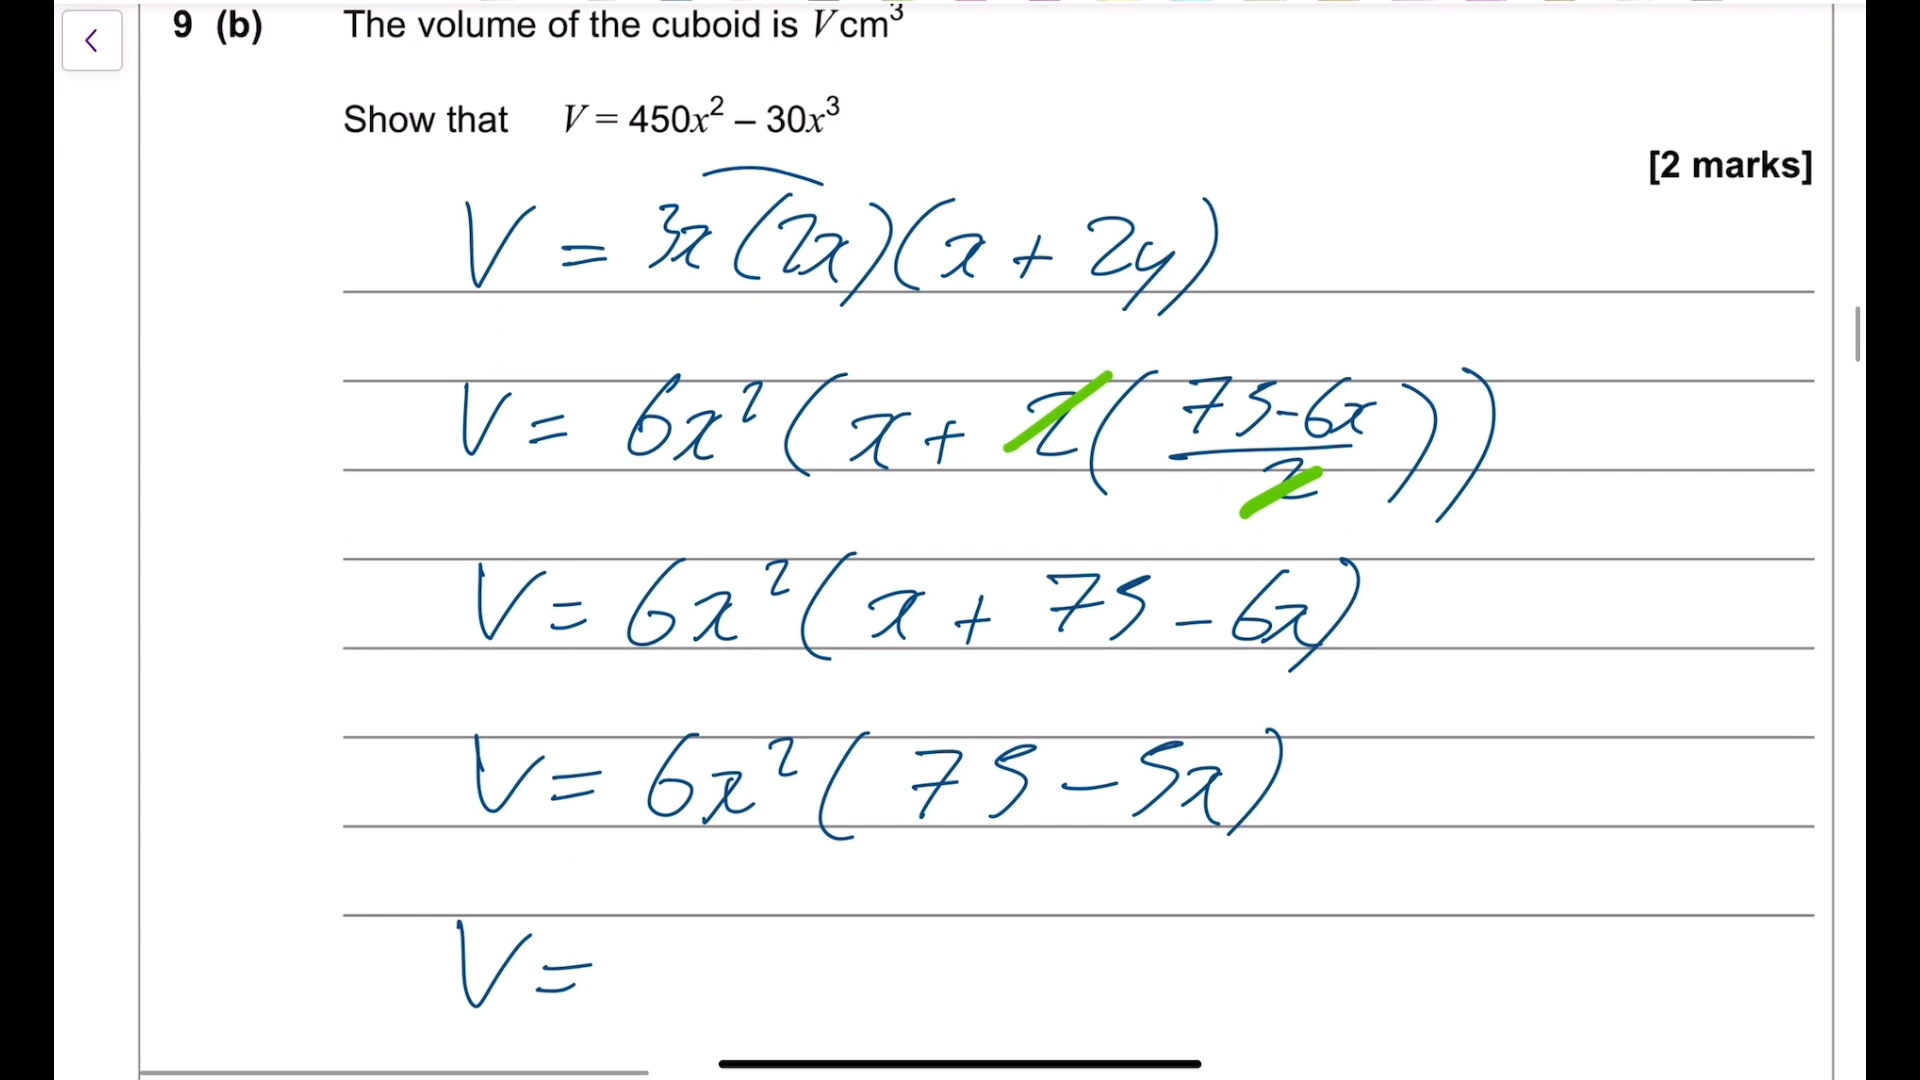 9 (b) The volume of the cuboid is V cm³
Show that V = 450x² – 30x³
[2 marks]
V = 3x(2x)(x + 2y)
V = 6x²(x + 2((75-6x)/2))
V = 6x²(x + 75 - 6x)
V = 6x²(75 - 5x)
V =